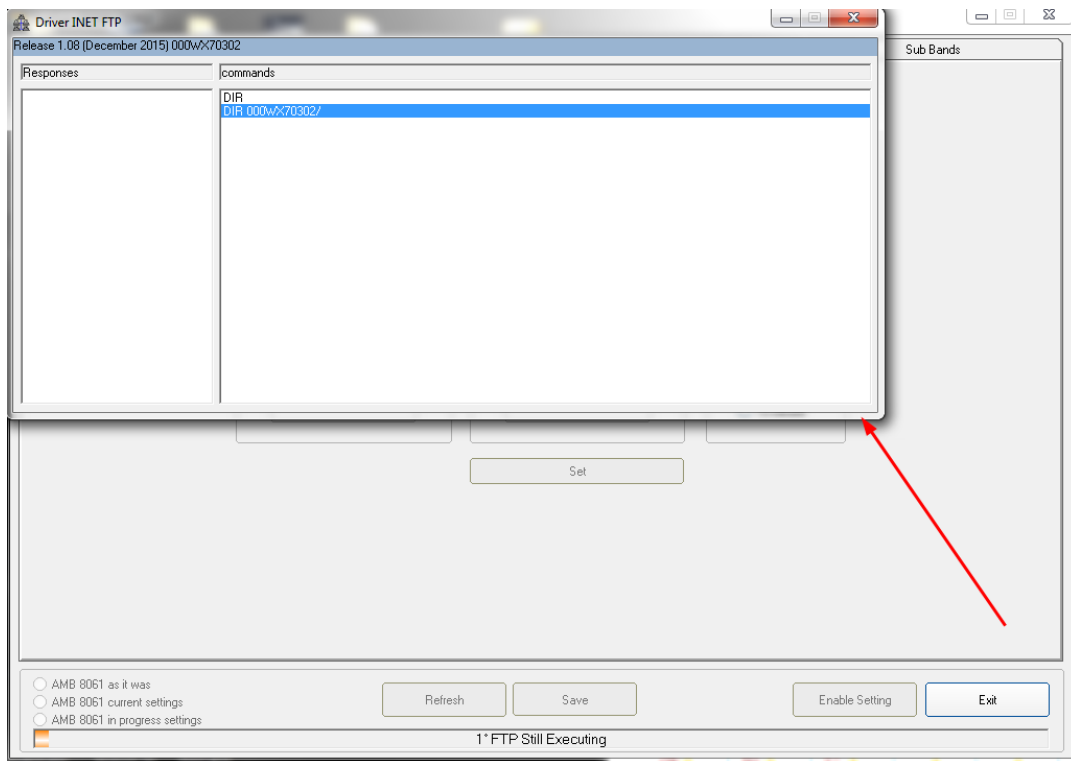 Driver INET FTP
Release 1.08 (December 2015) 000WX70302
Responses
commands
DIR
DIR 000WX70302/
Sub Bands
Set
AMB 8061 as it was
AMB 8061 current settings
AMB 8061 in progress settings
Refresh
Save
Enable Setting
Exit
1° FTP Still Executing